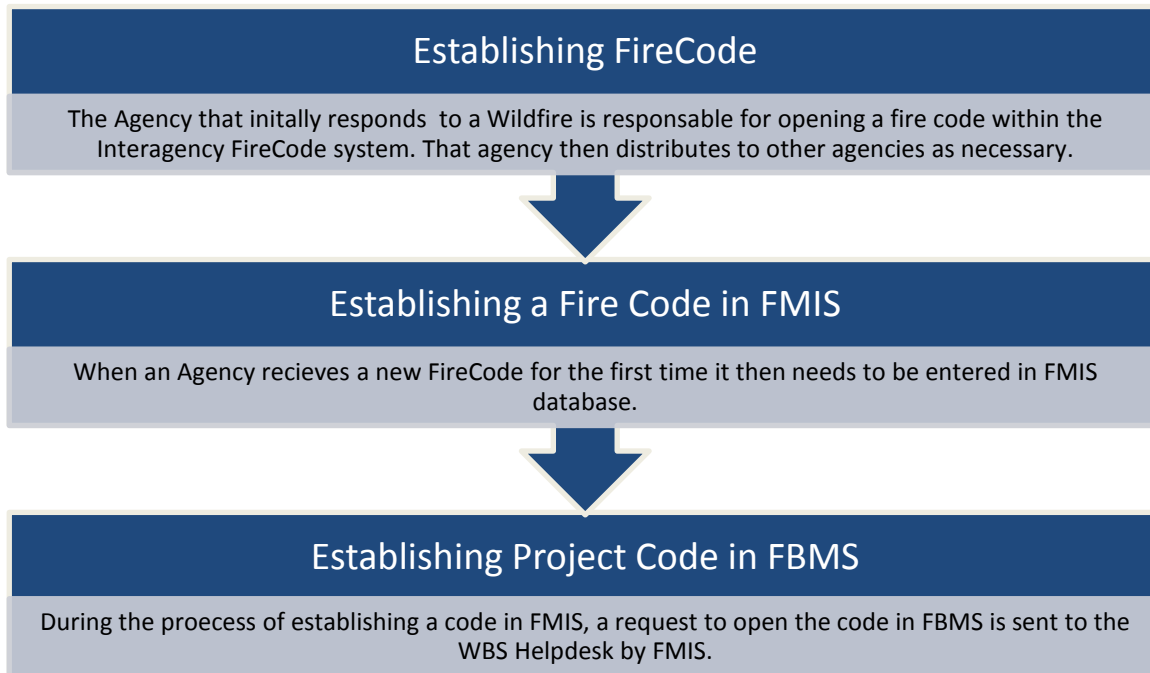 Establishing FireCode
The Agency that initally responds  to a Wildfire is responsable for opening a fire code within the
Interagency FireCode system. That agency then distributes to other agencies as necessary.
Establishing a Fire Code in FMIS
When an Agency recieves a new FireCode for the first time it then needs to be entered in FMIS
database.
Establishing Project Code in FBMS
During the proecess of establishing a code in FMIS, a request to open the code in FBMS is sent to the
WBS Helpdesk by FMIS.